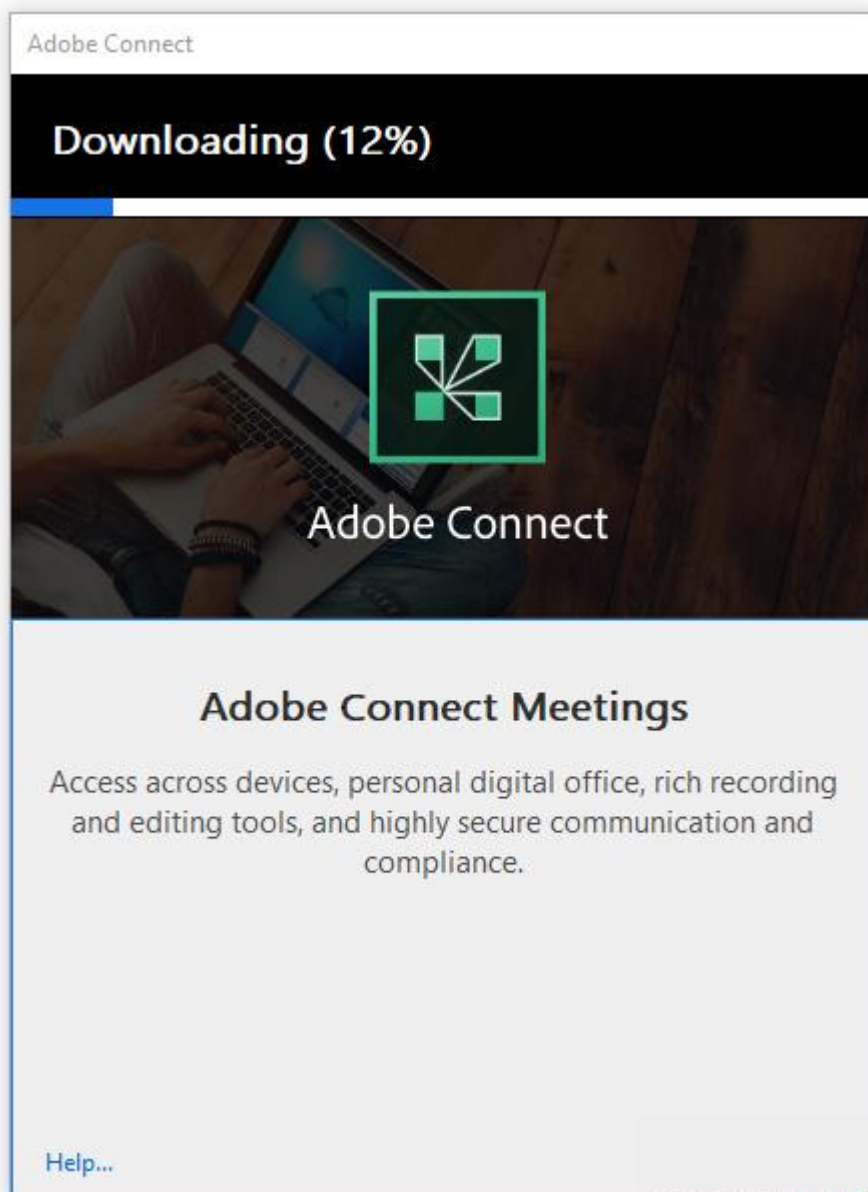 Adobe Connect
Downloading (12%)
Adobe Connect
Adobe Connect Meetings
Access across devices, personal digital office, rich recording
and editing tools, and highly secure communication and
compliance.
Help...